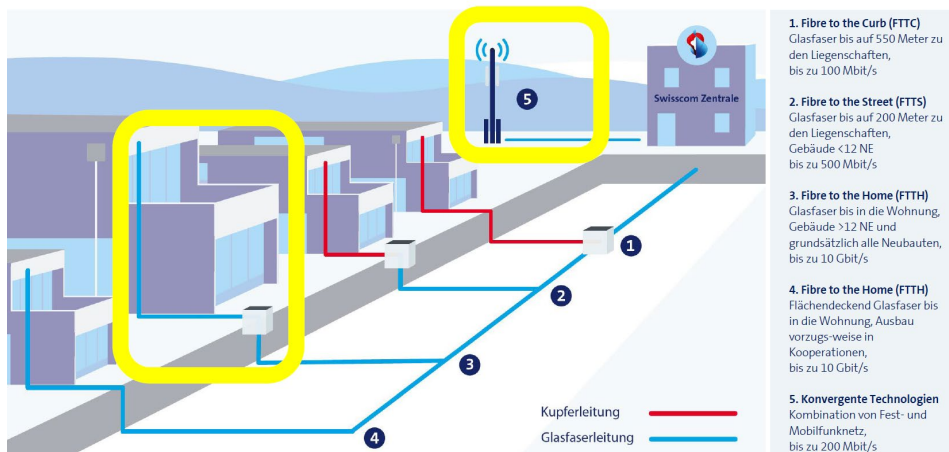 Swisscom Zentrale
5
1
2
3
4
Kupferleitung
Glasfaserleitung
1. Fibre to the Curb (FTTC)
Glasfaser bis auf 550 Meter zu
den Liegenschaften,
bis zu 100 Mbit/s
2. Fibre to the Street (FTTS)
Glasfaser bis auf 200 Meter zu
den Liegenschaften,
Gebäude <12 NE
bis zu 500 Mbit/s
3. Fibre to the Home (FTTH)
Glasfaser bis in die Wohnung,
Gebäude >12 NE und
grundsätzlich alle Neubauten,
bis zu 10 Gbit/s
4. Fibre to the Home (FTTH)
Flächendeckend Glasfaser bis
in die Wohnung, Ausbau
vorzugs-weise in
Kooperationen,
bis zu 10 Gbit/s
5. Konvergente Technologien
Kombination von Fest- und
Mobilfunknetz,
bis zu 200 Mbit/s